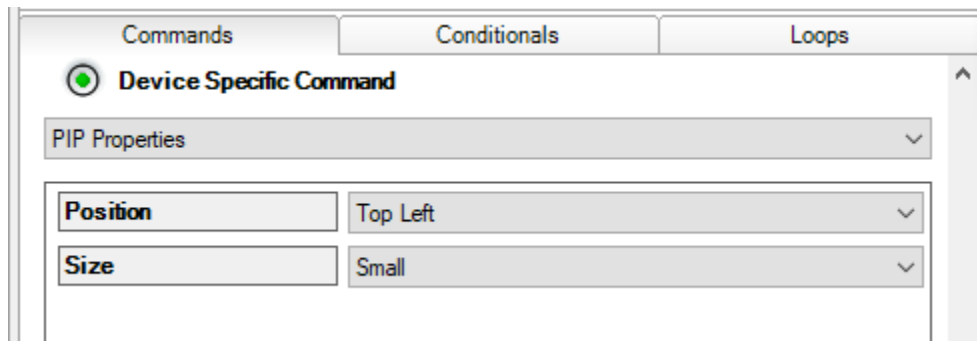 Commands Conditionals Loops
Device Specific Command
PIP Properties
Position Top Left
Size Small